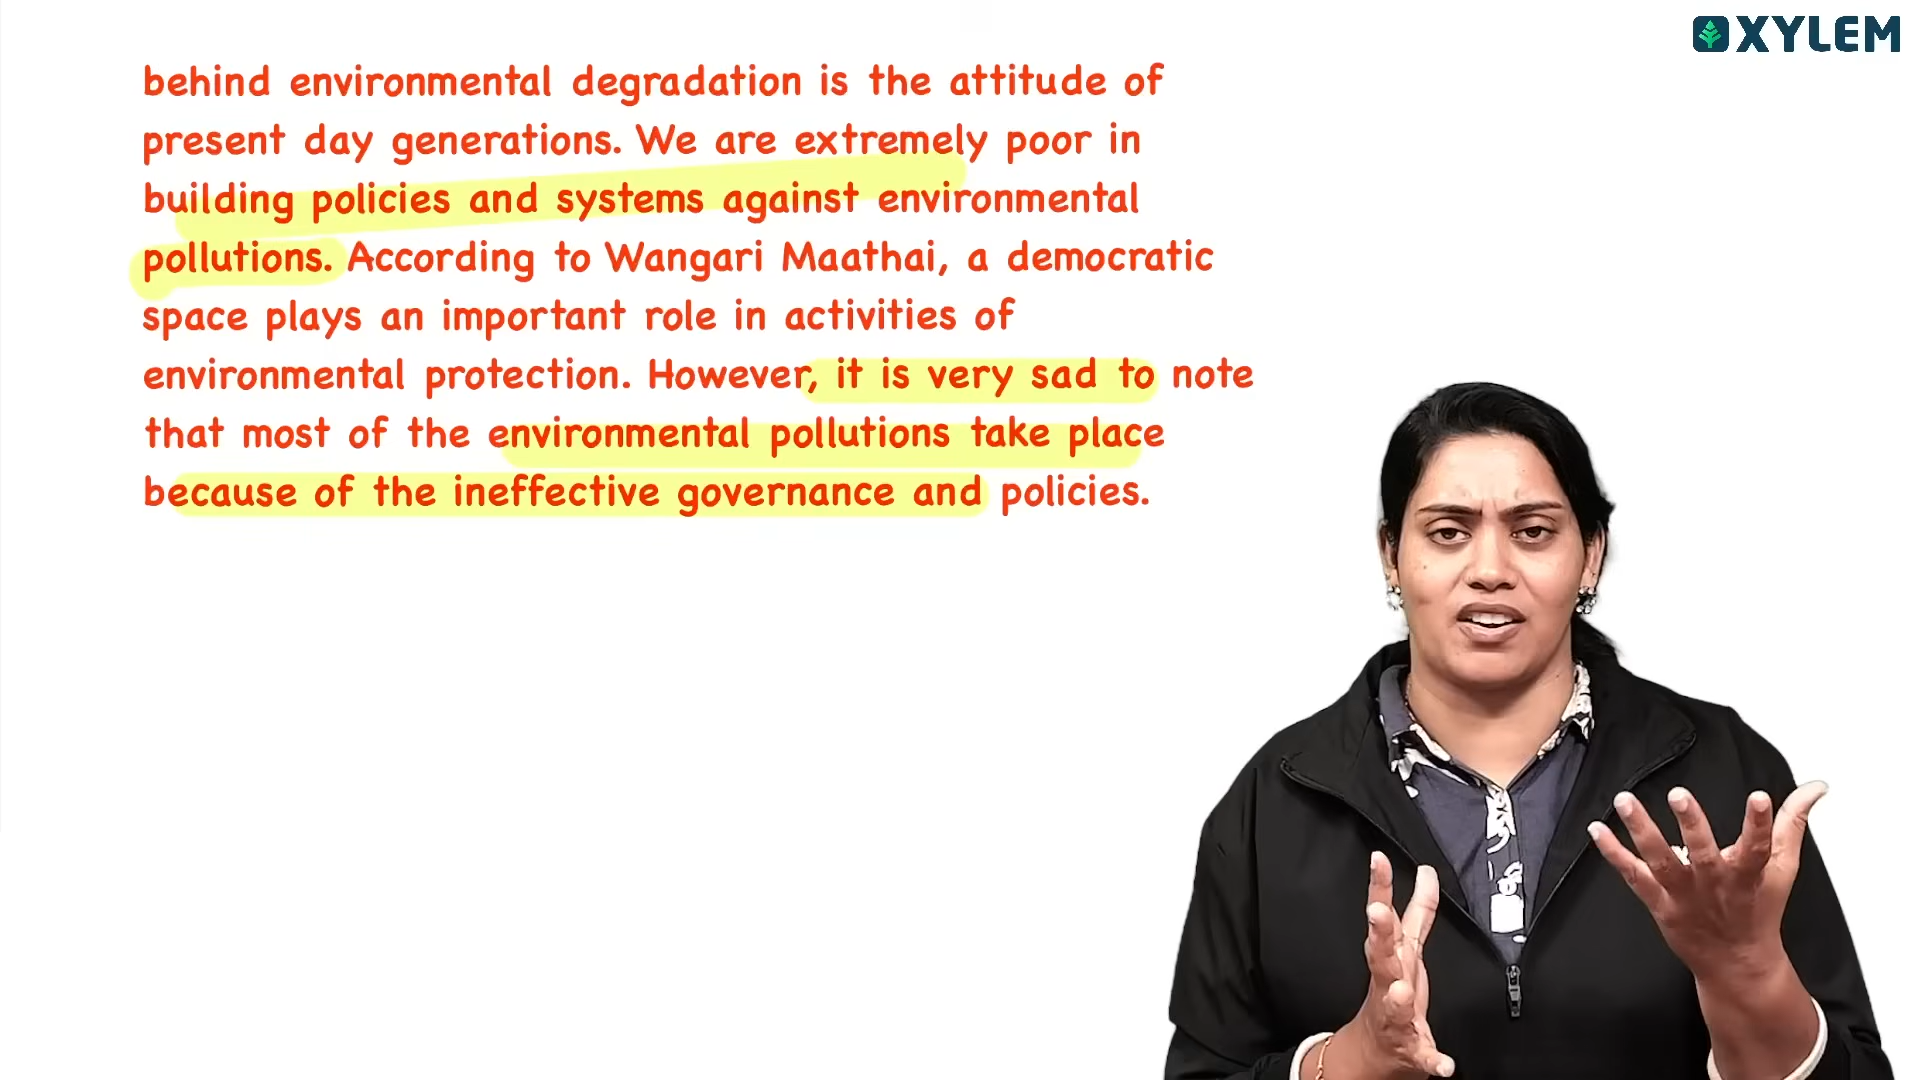 XYLEM
behind environmental degradation is the attitude of
present day generations. We are extremely poor in
building policies and systems against environmental
pollutions. According to Wangari Maathai, a democratic
space plays an important role in activities of
environmental protection. However, it is very sad to note
that most of the environmental pollutions take place
because of the ineffective governance and policies.